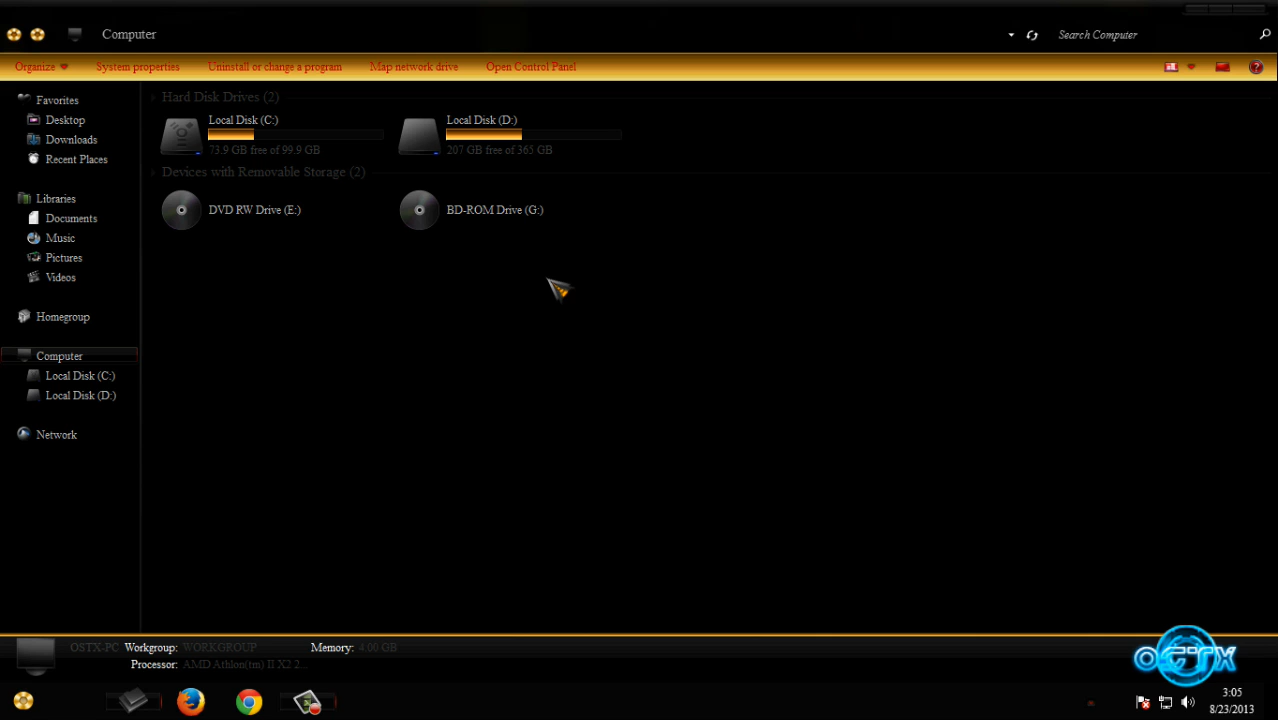 Computer
Search Computer
Organize
System properties
Uninstall or change a program
Map network drive
Open Control Panel
Favorites
Desktop
Downloads
Recent Places
Libraries
Documents
Music
Pictures
Videos
Homegroup
Computer
Local Disk (C:)
Local Disk (D:)
Network
Hard Disk Drives (2)
Local Disk (C:)
73.9 GB free of 99.9 GB
Local Disk (D:)
207 GB free of 365 GB
Devices with Removable Storage (2)
DVD RW Drive (E:)
BD-ROM Drive (G:)
OSTX-PC Workgroup: WORKGROUP Memory: 4.00 GB
Processor: AMD Athlon(tm) II X2 2...
3:05
8/23/2013